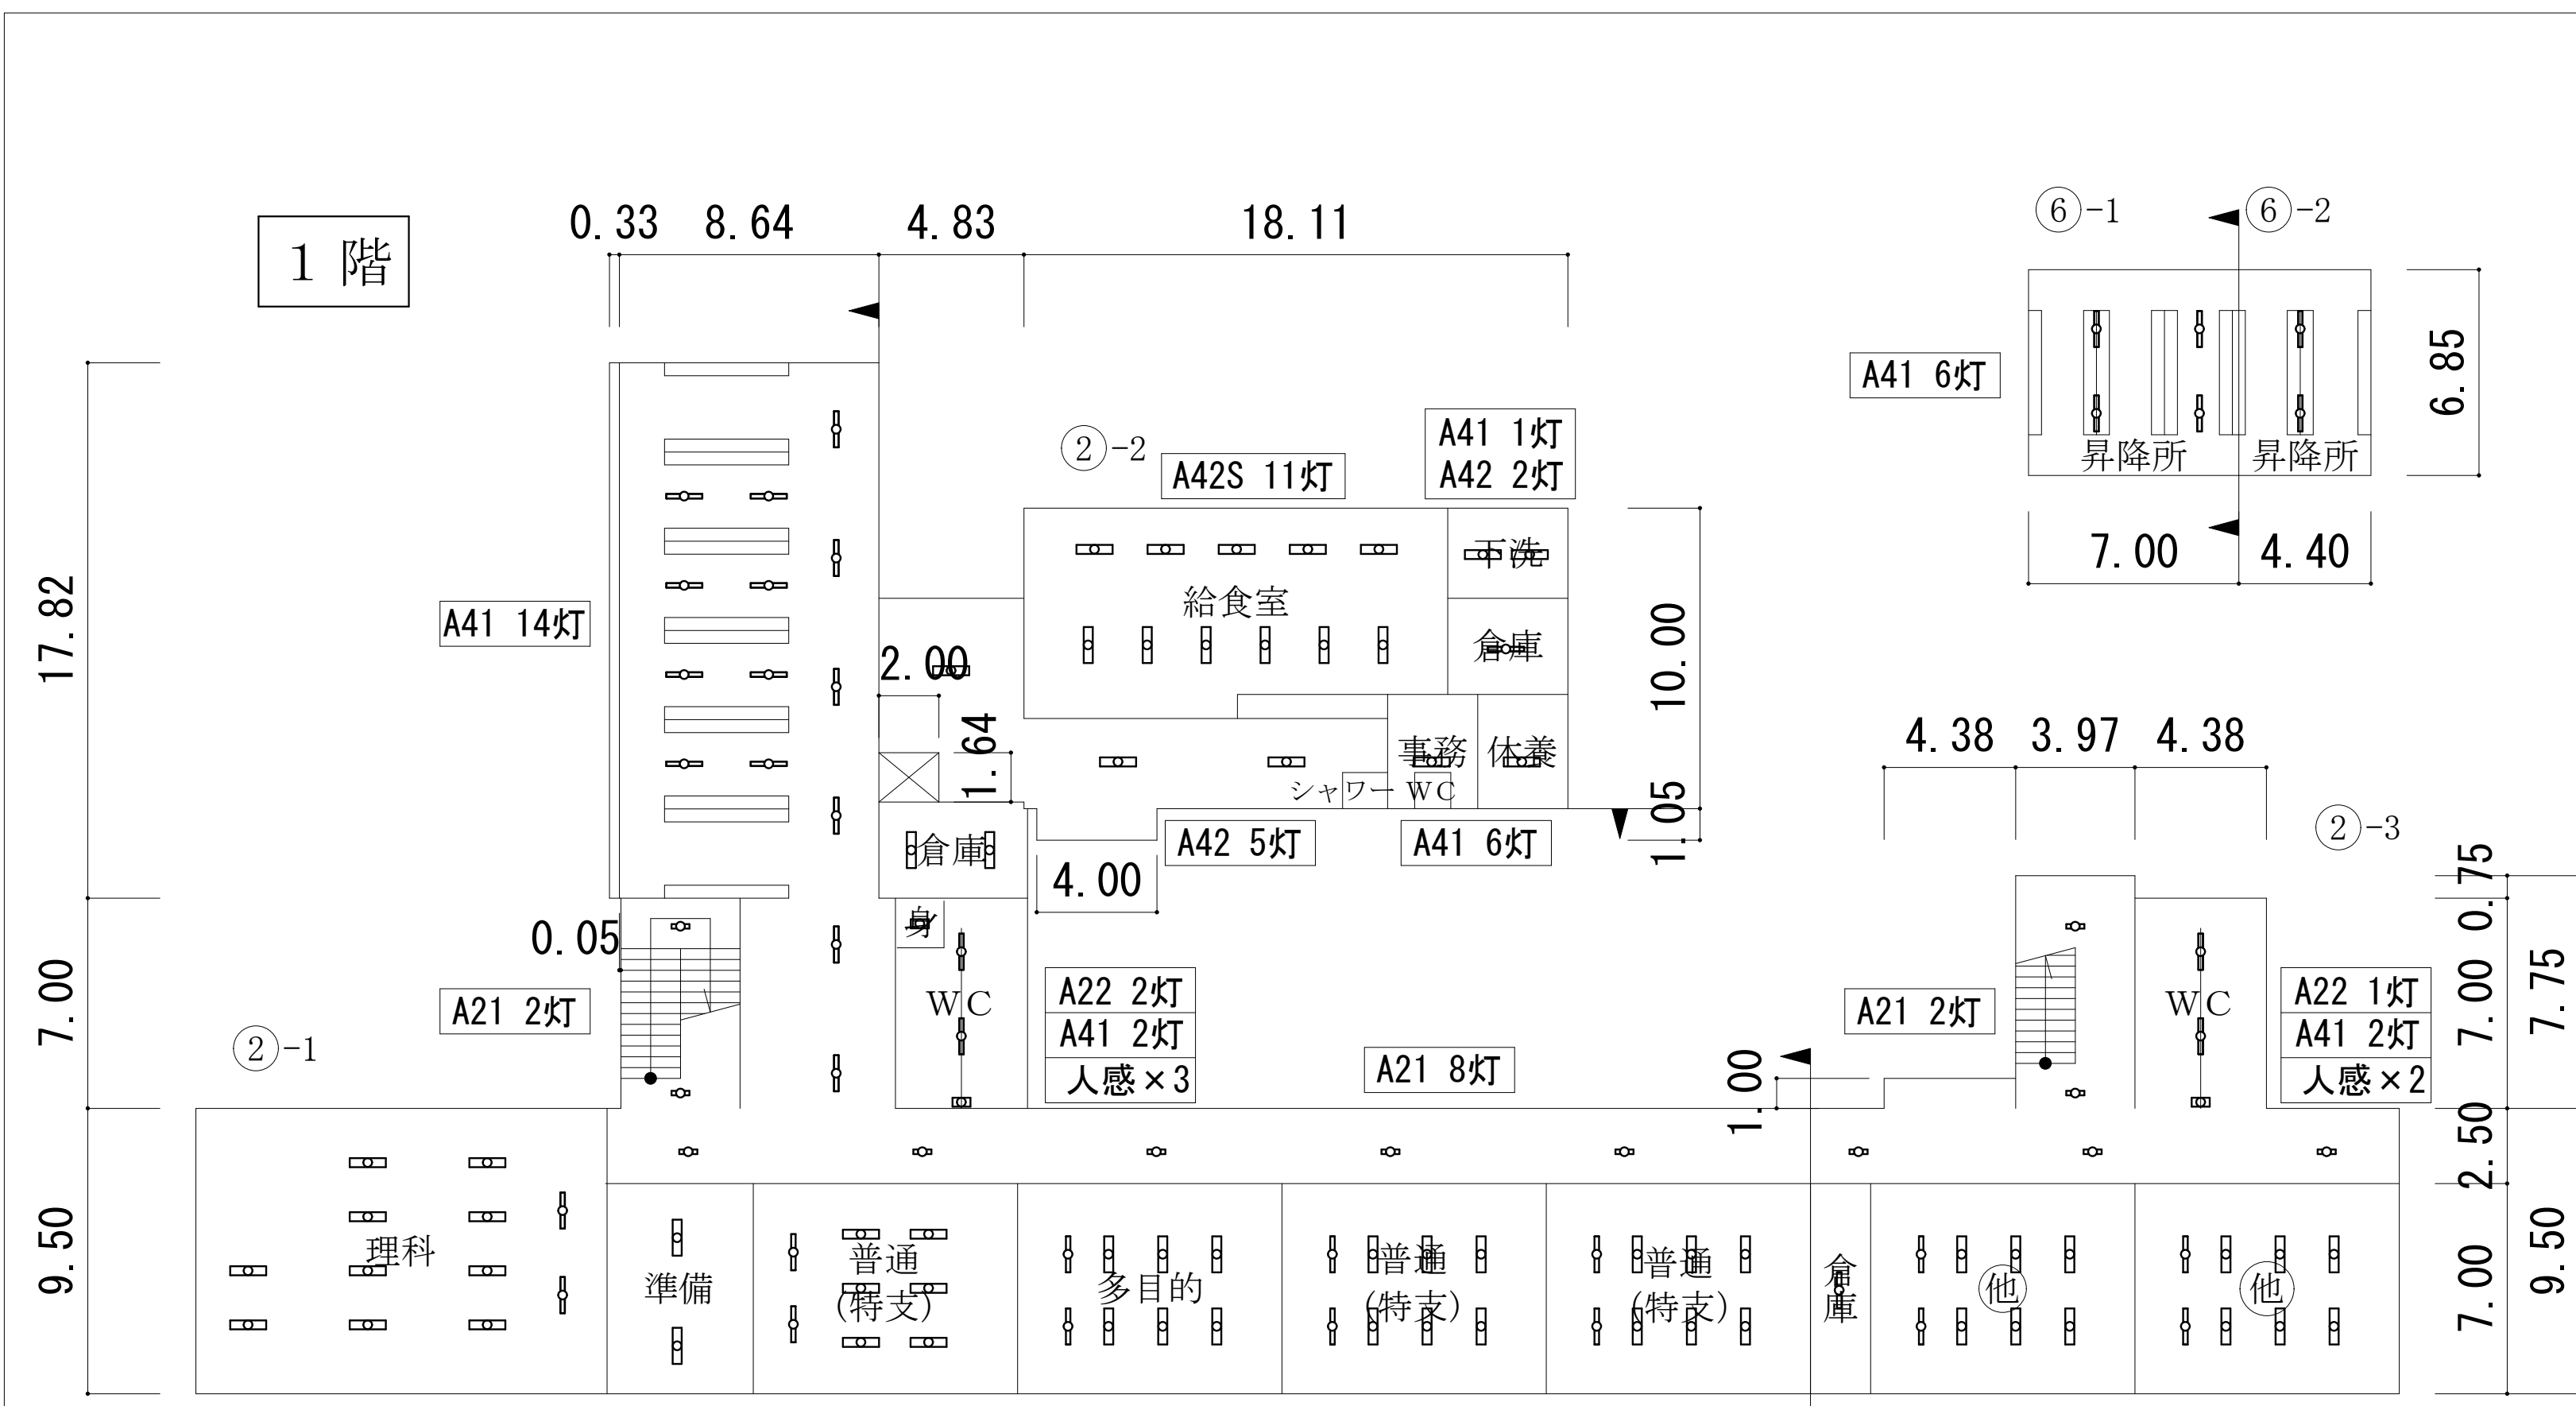 1 階
0.33
8.64
4.83
18.11
⑥-1
⑥-2
17.82
7.00
9.50
A41 14灯
②-2
A42S 11灯
A41 1灯
A42 2灯
A41 6灯
昇降所
昇降所
6.85
7.00
4.40
給食室
下洗
倉庫
10.00
2.00
1.64
事務
休養
シャワー
WC
1.05
倉庫
A42 5灯
A41 6灯
4.00
0.05
身
WC
A21 2灯
②-1
A22 2灯
A41 2灯
人感×3
A21 8灯
1.00
4.38
3.97
4.38
②-3
0.75
7.00
7.75
A21 2灯
WC
A22 1灯
A41 2灯
人感×2
2.50
7.00
9.50
理科
準備
普通
(特支)
多目的
普通
(特支)
普通
(特支)
倉庫
他
他